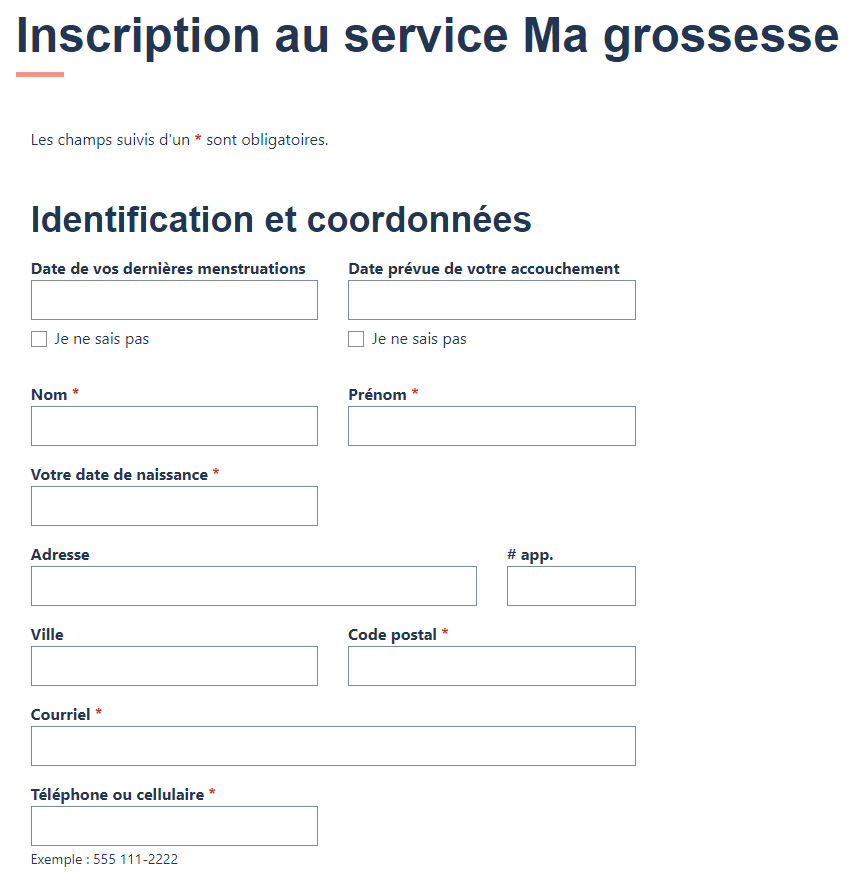 Inscription au service Ma grossesse
Les champs suivis d'un * sont obligatoires.
Identification et coordonnées
Date de vos dernières menstruations Date prévue de votre accouchement
Je ne sais pas Je ne sais pas
Nom * Prénom *
Votre date de naissance *
Adresse # app.
Ville Code postal *
Courriel *
Téléphone ou cellulaire *
Exemple : 555 111-2222